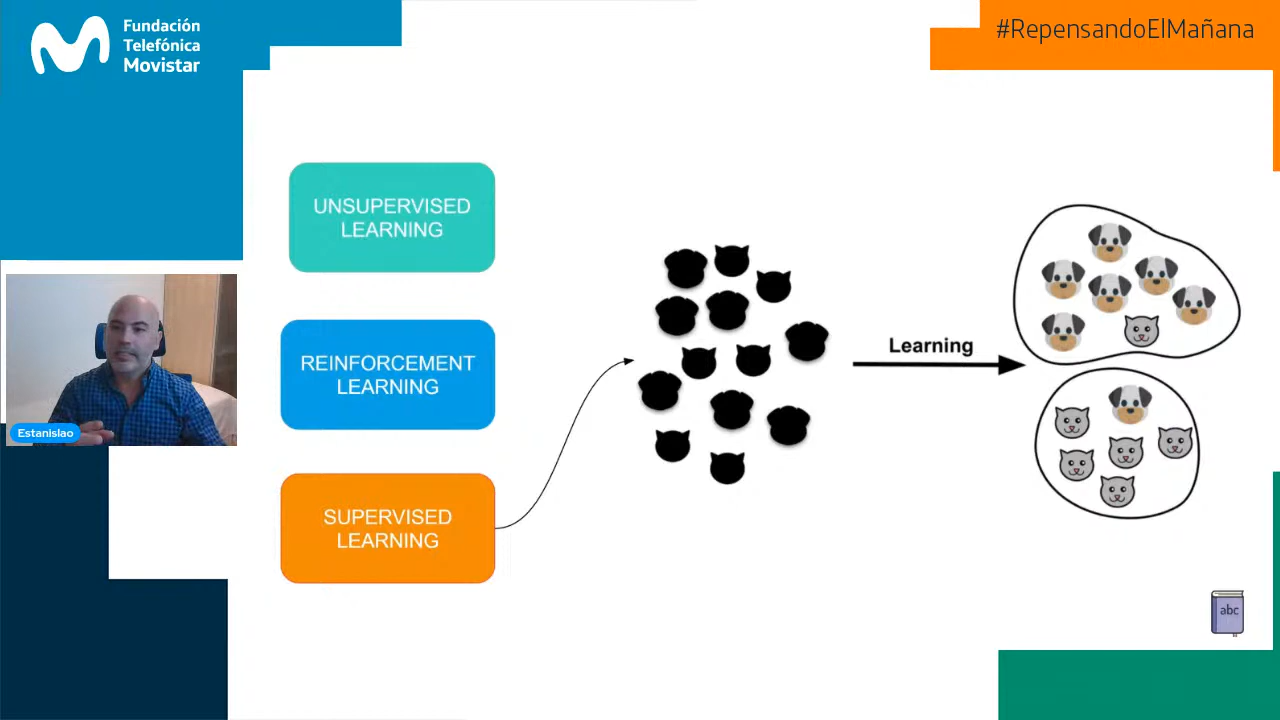 Fundación
Telefónica
Movistar
#RepensandoElMañana
UNSUPERVISED
LEARNING
REINFORCEMENT
LEARNING
SUPERVISED
LEARNING
Learning
Estanislao
abc